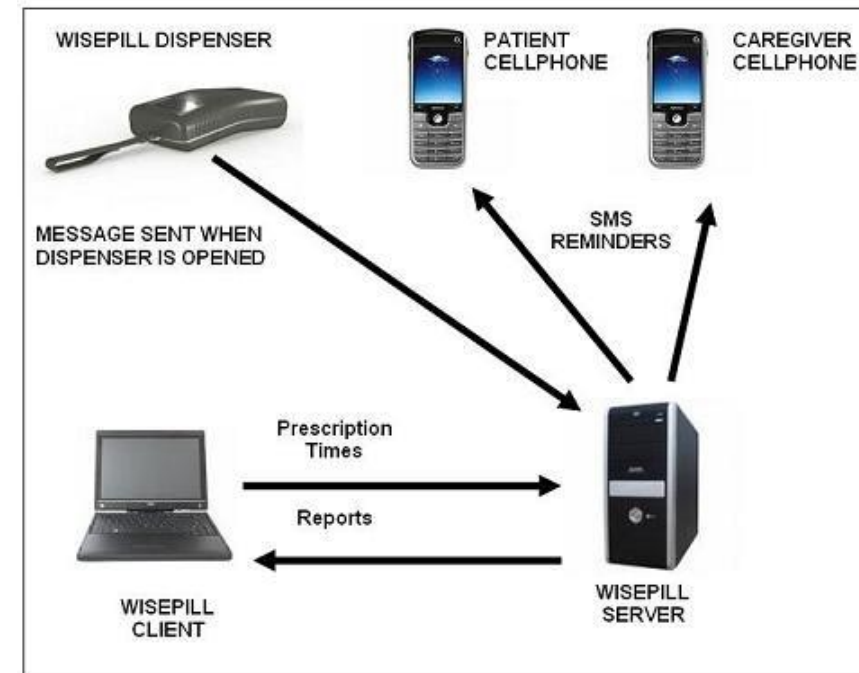 WISEPILL DISPENSER
PATIENT
CELLPHONE
CAREGIVER
CELLPHONE
MESSAGE SENT WHEN
DISPENSER IS OPENED
SMS
REMINDERS
Prescription
Times
Reports
WISEPILL
CLIENT
WISEPILL
SERVER